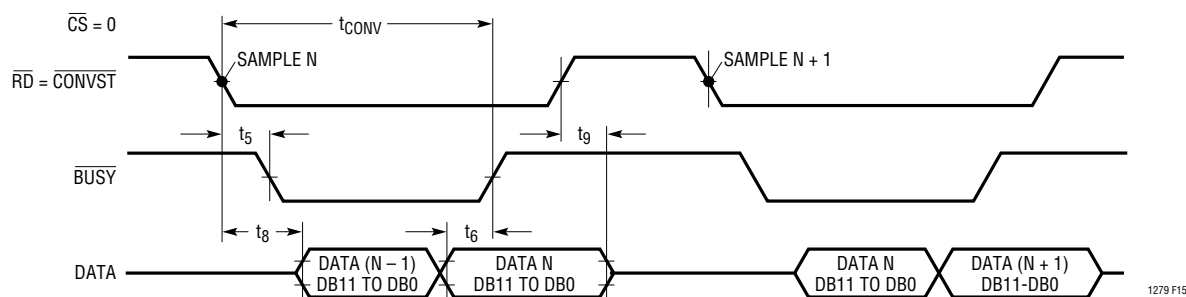 CS = 0
tCONV
SAMPLE N
SAMPLE N + 1
RD = CONVST
t5
t9
BUSY
t8
t6
DATA
DATA (N – 1)
DB11 TO DB0
DATA N
DB11 TO DB0
DATA N
DB11 TO DB0
DATA (N + 1)
DB11-DB0
1279 F15